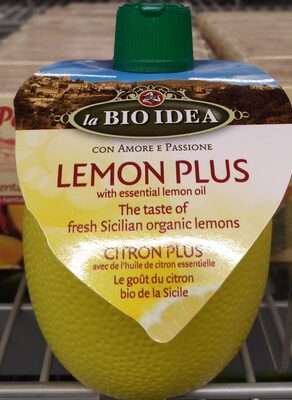 la BIO IDEA
CON AMORE E PASSIONE
LEMON PLUS
with essential lemon oil
The taste of
fresh Sicilian organic lemons
CITRON PLUS
avec de l'huile de citron essentielle
Le goût du citron
bio de la Sicile